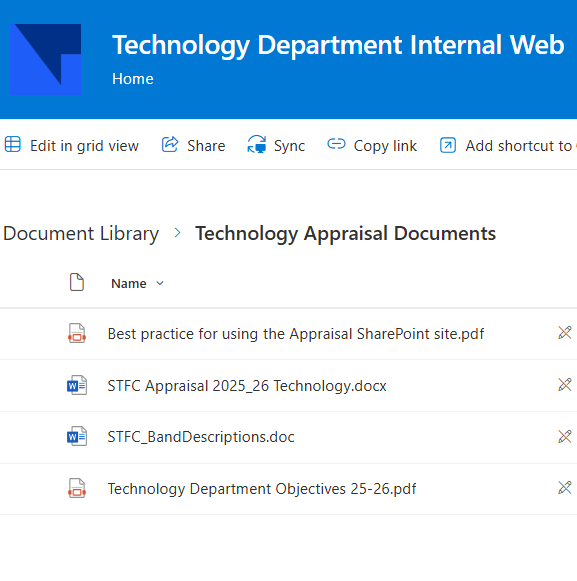 Technology Department Internal Web
Home
Edit in grid view Share Sync Copy link Add shortcut to
Document Library > Technology Appraisal Documents
Name
Best practice for using the Appraisal SharePoint site.pdf
STFC Appraisal 2025_26 Technology.docx
STFC_BandDescriptions.doc
Technology Department Objectives 25-26.pdf